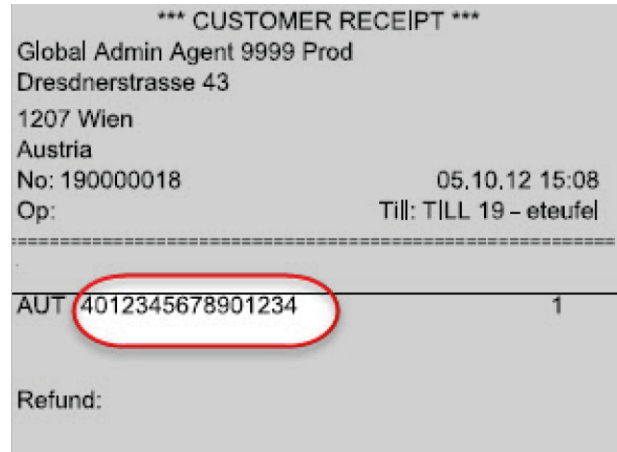 *** CUSTOMER RECEIPT ***
Global Admin Agent 9999 Prod
Dresdnerstrasse 43
1207 Wien
Austria
No: 190000018 05.10.12 15:08
Op: Till: TILL 19 – eteufel
==================================================
AUT 4012345678901234 1
Refund: